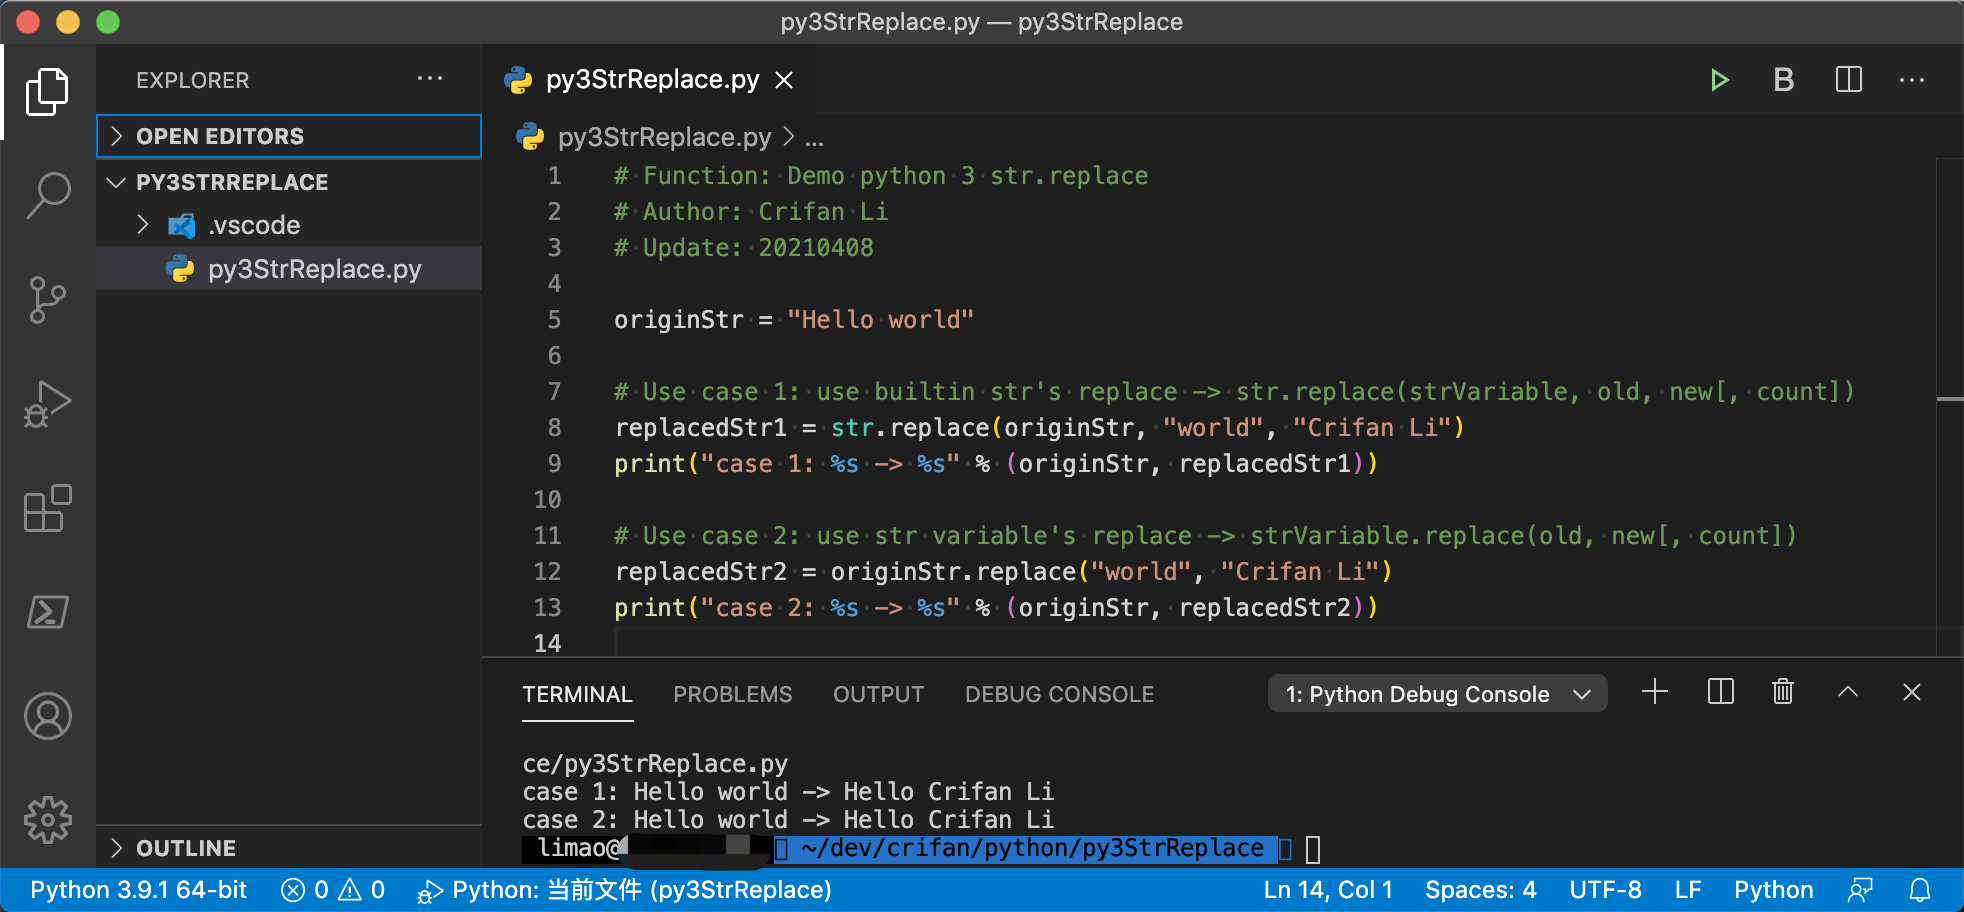 py3StrReplace.py — py3StrReplace
EXPLORER
OPEN EDITORS
PY3STRREPLACE
.vscode
py3StrReplace.py
OUTLINE
py3StrReplace.py
B
py3StrReplace.py > ...
1 # Function: Demo python 3 str.replace
2 # Author: Crifan Li
3 # Update: 20210408
4
5 originStr = "Hello world"
6
7 # Use case 1: use builtin str's replace -> str.replace(strVariable, old, new[, count])
8 replacedStr1 = str.replace(originStr, "world", "Crifan Li")
9 print("case 1: %s -> %s" % (originStr, replacedStr1))
10
11 # Use case 2: use str variable's replace -> strVariable.replace(old, new[, count])
12 replacedStr2 = originStr.replace("world", "Crifan Li")
13 print("case 2: %s -> %s" % (originStr, replacedStr2))
14
TERMINAL PROBLEMS OUTPUT DEBUG CONSOLE 1: Python Debug Console
ce/py3StrReplace.py
case 1: Hello world -> Hello Crifan Li
case 2: Hello world -> Hello Crifan Li
limao@ ~/dev/crifan/python/py3StrReplace
Python 3.9.1 64-bit 0 0 Python: 当前文件 (py3StrReplace) Ln 14, Col 1 Spaces: 4 UTF-8 LF Python